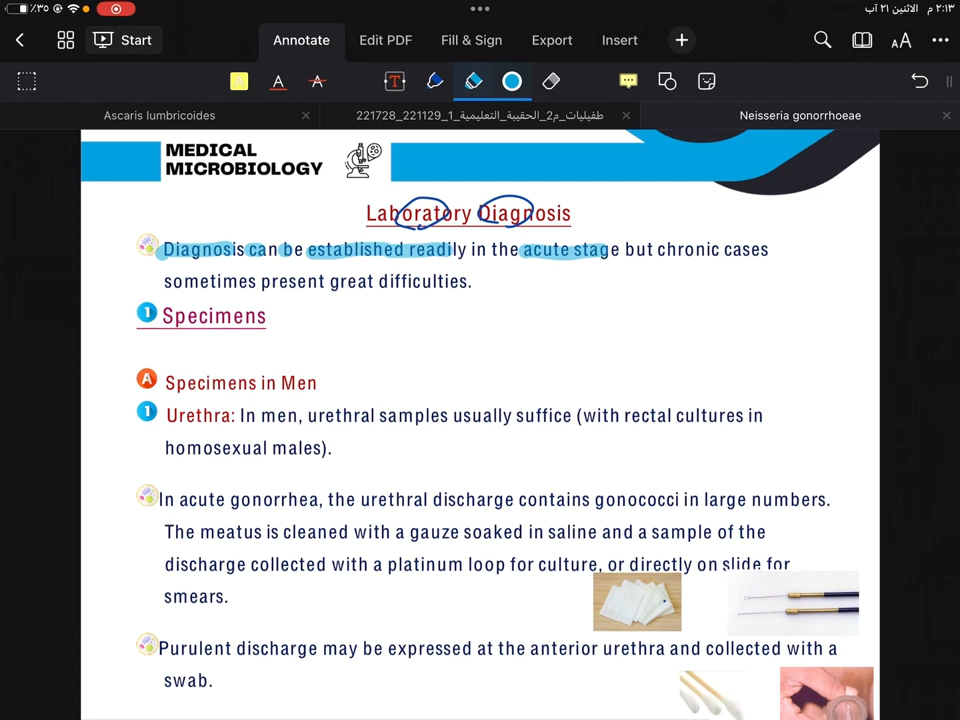 ٪٣٥
٢:١٣ م الاثنين ٢١ آب
Start
Annotate
Edit PDF
Fill & Sign
Export
Insert
AA
T
A
A
Ascaris lumbricoides
طفيليات_م2_الحقيبة_التعليمية_1_221129_221728
Neisseria gonorrhoeae
MEDICAL
MICROBIOLOGY
Laboratory Diagnosis
Diagnosis can be established readily in the acute stage but chronic cases
sometimes present great difficulties.
1 Specimens
A Specimens in Men
1 Urethra: In men, urethral samples usually suffice (with rectal cultures in
homosexual males).
In acute gonorrhea, the urethral discharge contains gonococci in large numbers.
The meatus is cleaned with a gauze soaked in saline and a sample of the
discharge collected with a platinum loop for culture, or directly on slide for
smears.
Purulent discharge may be expressed at the anterior urethra and collected with a
swab.